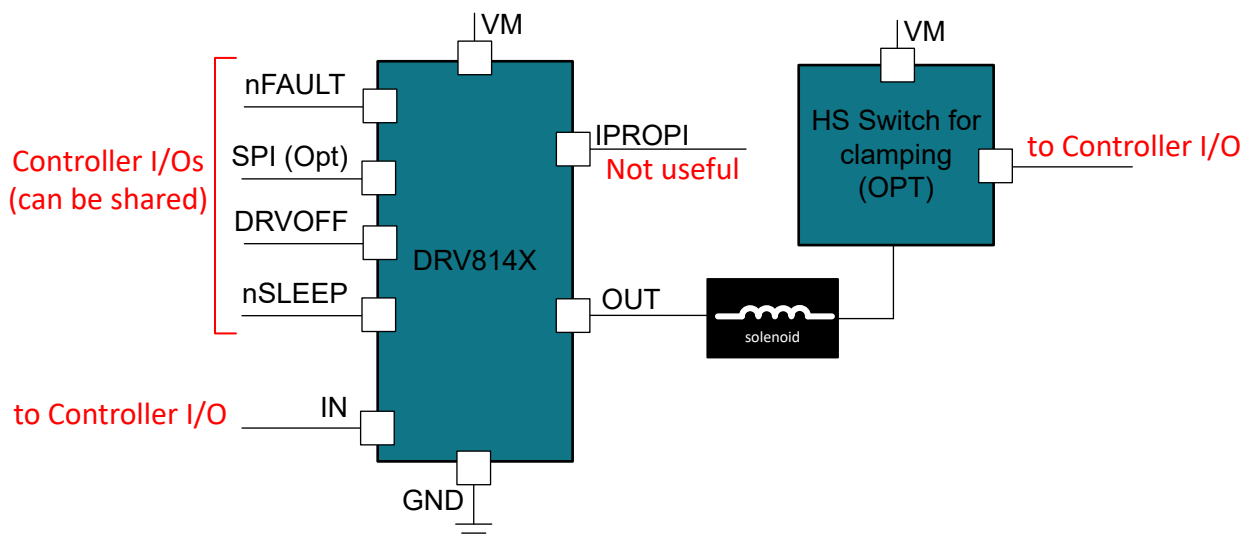 VM
nFAULT
SPI (Opt)
DRVOFF
nSLEEP
Controller I/Os
(can be shared)
to Controller I/O
IN
DRV814X
GND
IPROPI
Not useful
OUT
solenoid
VM
HS Switch for
clamping
(OPT)
to Controller I/O